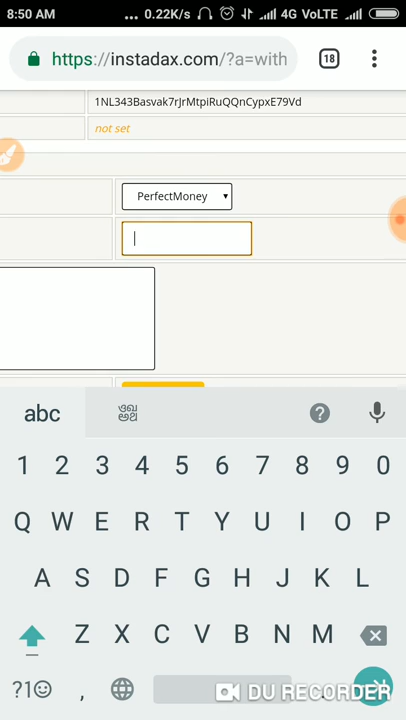 8:50 AM ... 0.22K/s 4G VoLTE
https://instadax.com/?a=with 18
1NL343Basvak7rJrMtpiRuQQnCypxE79Vd
not set
PerfectMoney
abc ?
1 2 3 4 5 6 7 8 9 0
Q W E R T Y U I O P
A S D F G H J K L
Z X C V B N M
?1☺ , .
DU RECORDER